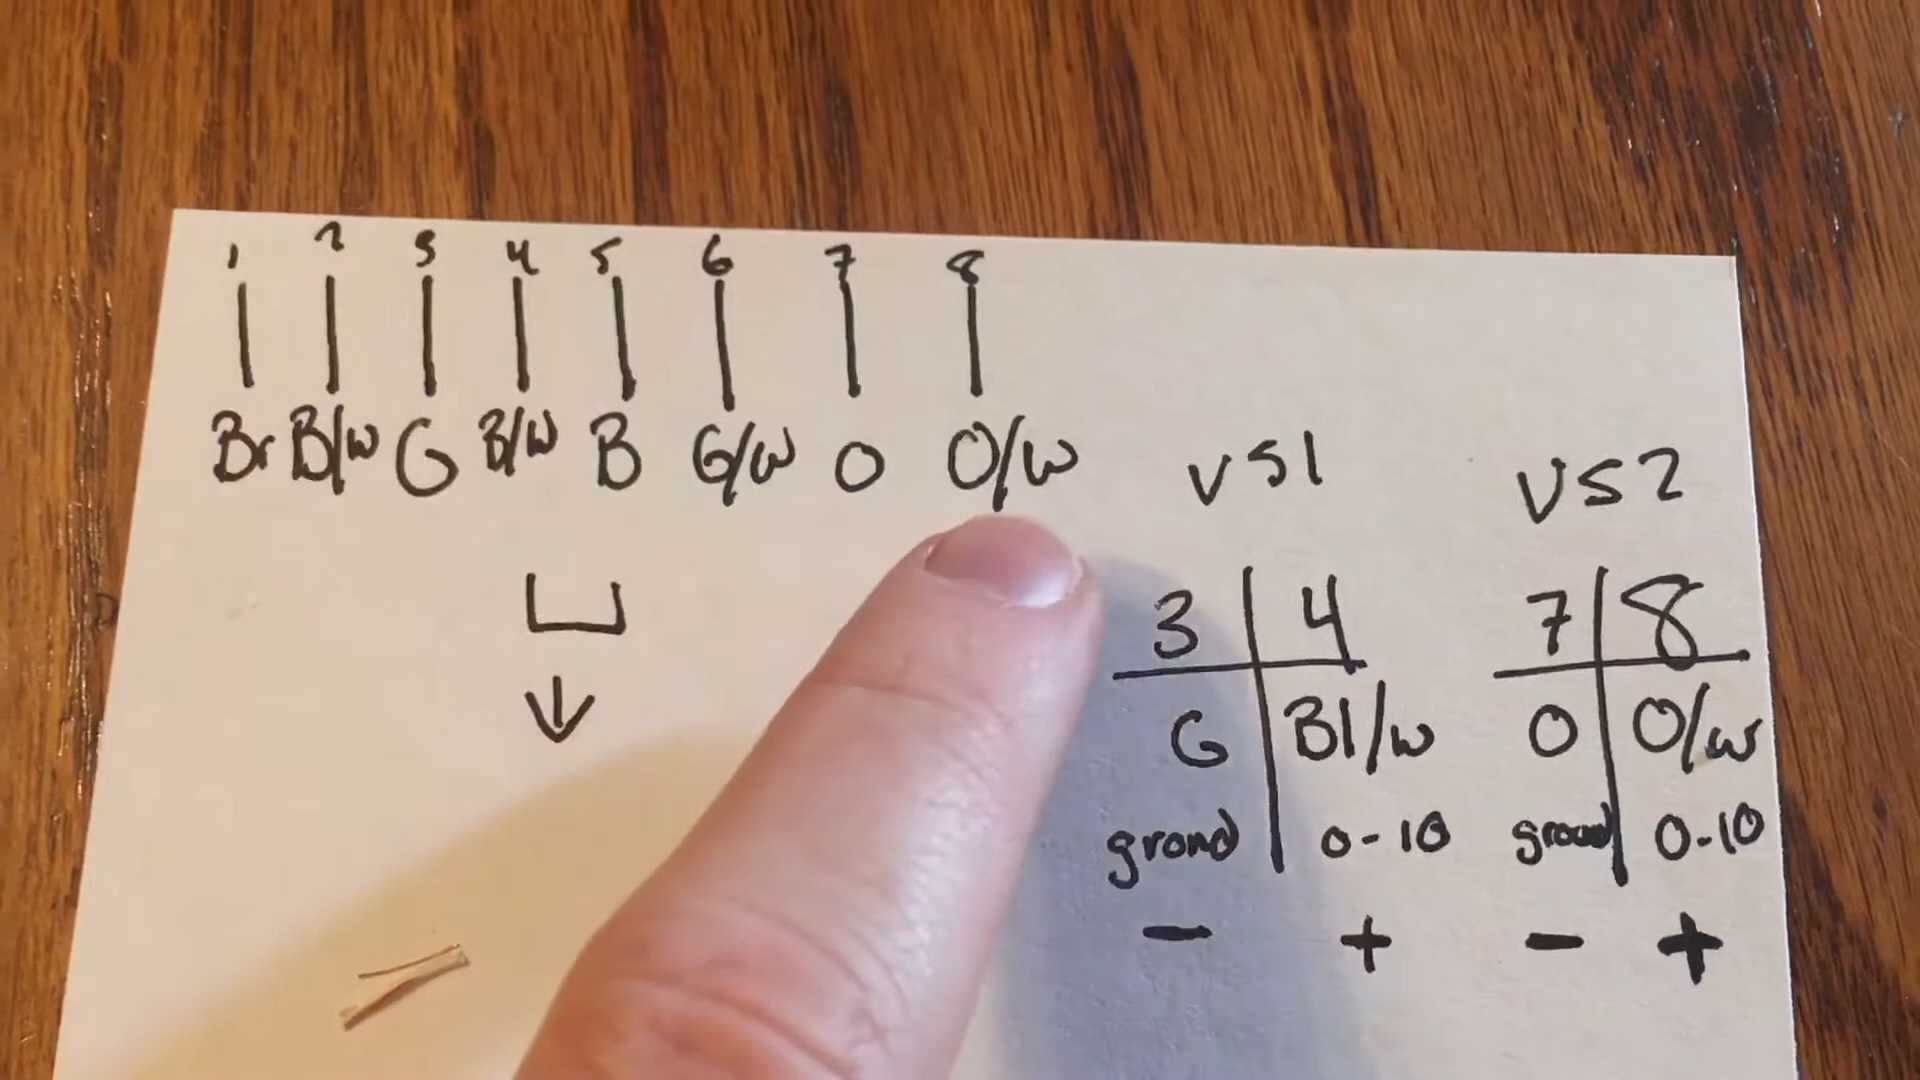 1 2 3 4 5 6 7 8
Br B/w G B/w B G/w O O/w
VS1 VS2
3 4 7 8
G Bl/w O O/w
grond 0-10 ground 0-10
- + - +